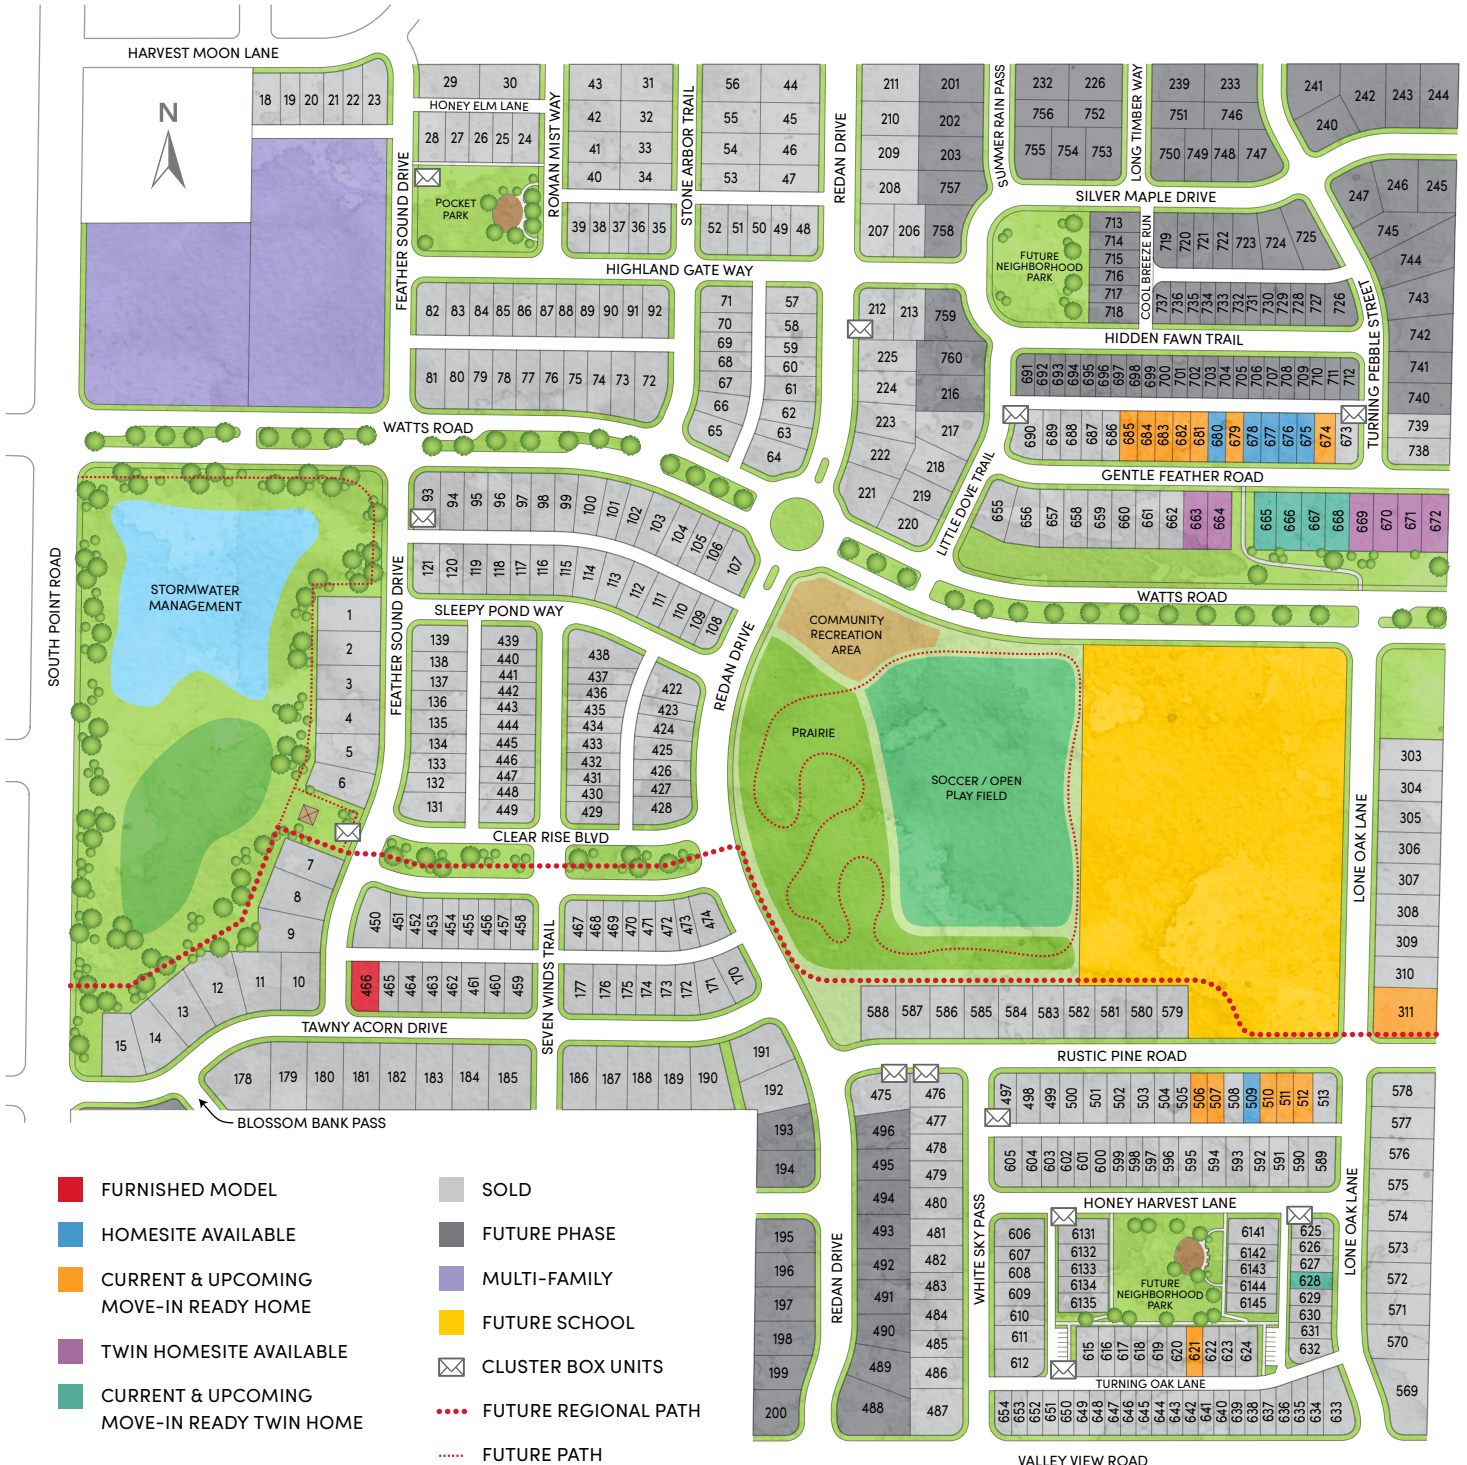 HARVEST MOON LANE
N
18 19 20 21 22 23
29 30
HONEY ELM LANE
28 27 26 25 24
POCKET
PARK
FEATHER SOUND DRIVE
ROMAN MIST WAY
43 31
42 32
41 33
40 34
39 38 37 36 35
STONE ARBOR TRAIL
56 44
55 45
54 46
53 47
52 51 50 49 48
REDAN DRIVE
211 201
210 202
209 203
208 757
207 206 758
SUMMER RAIN PASS
232 226
756 752
755 754 753
LONG TIMBER WAY
239 233
751 746
750 749 748 747
241 242 243 244
240
SILVER MAPLE DRIVE
247 246 245
745
744
743
742
741
740
739
738
TURNING PEBBLE STREET
FUTURE
NEIGHBORHOOD
PARK
713
714
715
716
717
718
COOL BREEZE RUN
719 720 721 722 723 724 725
737 736 735 734 733 732 731 730 729 728 727 726
HIDDEN FAWN TRAIL
691 692 693 694 695 696 697 698 699 700 701 702 703 704 705 706 707 708 709 710 711 712
690 689 688 687 686 685 684 683 682 681 680 679 678 677 676 675 674 673
GENTLE FEATHER ROAD
655 656 657 658 659 660 661 662 663 664 665 666 667 668 669 670 671 672
LITTLE DOVE TRAIL
WATTS ROAD
HIGHLAND GATE WAY
82 83 84 85 86 87 88 89 90 91 92
81 80 79 78 77 76 75 74 73 72
71
70
69
68
67
66
65
57
58
59
60
61
62
63
64
212 213 759
225 760
224 216
223 217
222 218
221 219
220
WATTS ROAD
93 94 95 96 97 98 99 100 101 102 103 104 105 106 107
121 120 119 118 117 116 115 114 113 112 111 110 109 108
SLEEPY POND WAY
SOUTH POINT ROAD
STORMWATER
MANAGEMENT
FEATHER SOUND DRIVE
1
2
3
4
5
6
7
8
9
10
11
12
13
14
15
139
138
137
136
135
134
133
132
131
439
440
441
442
443
444
445
446
447
448
449
438
437
436
435
434
433
432
431
430
429
422
423
424
425
426
427
428
REDAN DRIVE
COMMUNITY
RECREATION
AREA
PRAIRIE
SOCCER / OPEN
PLAY FIELD
LONE OAK LANE
303
304
305
306
307
308
309
310
311
CLEAR RISE BLVD
450 451 452 453 454 455 456 457 458
466 465 464 463 462 461 460 459
SEVEN WINDS TRAIL
467 468 469 470 471 472 473 474
177 176 175 174 173 172 171 170
TAWNY ACORN DRIVE
178 179 180 181 182 183 184 185
186 187 188 189 190
191
192
193
194
195
196
197
198
199
200
BLOSSOM BANK PASS
588 587 586 585 584 583 582 581 580 579
RUSTIC PINE ROAD
REDAN DRIVE
475 476
496 477
495 478
494 479
493 480
492 481
491 482
490 483
489 484
488 485
486
487
WHITE SKY PASS
497 498 499 500 501 502 503 504 505 506 507 508 509 510 511 512 513
605 604 603 602 601 600 599 598 597 596 595 594 593 592 591 590 589
HONEY HARVEST LANE
606
607
608
609
610
611
612
6131
6132
6133
6134
6135
FUTURE
NEIGHBORHOOD
PARK
6141
6142
6143
6144
6145
625
626
627
628
629
630
631
632
615 616 617 618 619 620 621 622 623 624
TURNING OAK LANE
654 653 652 651 650 649 648 647 646 645 644 643 642 641 640 639 638 637 636 635 634 633
VALLEY VIEW ROAD
LONE OAK LANE
578
577
576
575
574
573
572
571
570
569
FURNISHED MODEL
HOMESITE AVAILABLE
CURRENT & UPCOMING
MOVE-IN READY HOME
TWIN HOMESITE AVAILABLE
CURRENT & UPCOMING
MOVE-IN READY TWIN HOME
SOLD
FUTURE PHASE
MULTI-FAMILY
FUTURE SCHOOL
CLUSTER BOX UNITS
FUTURE REGIONAL PATH
FUTURE PATH